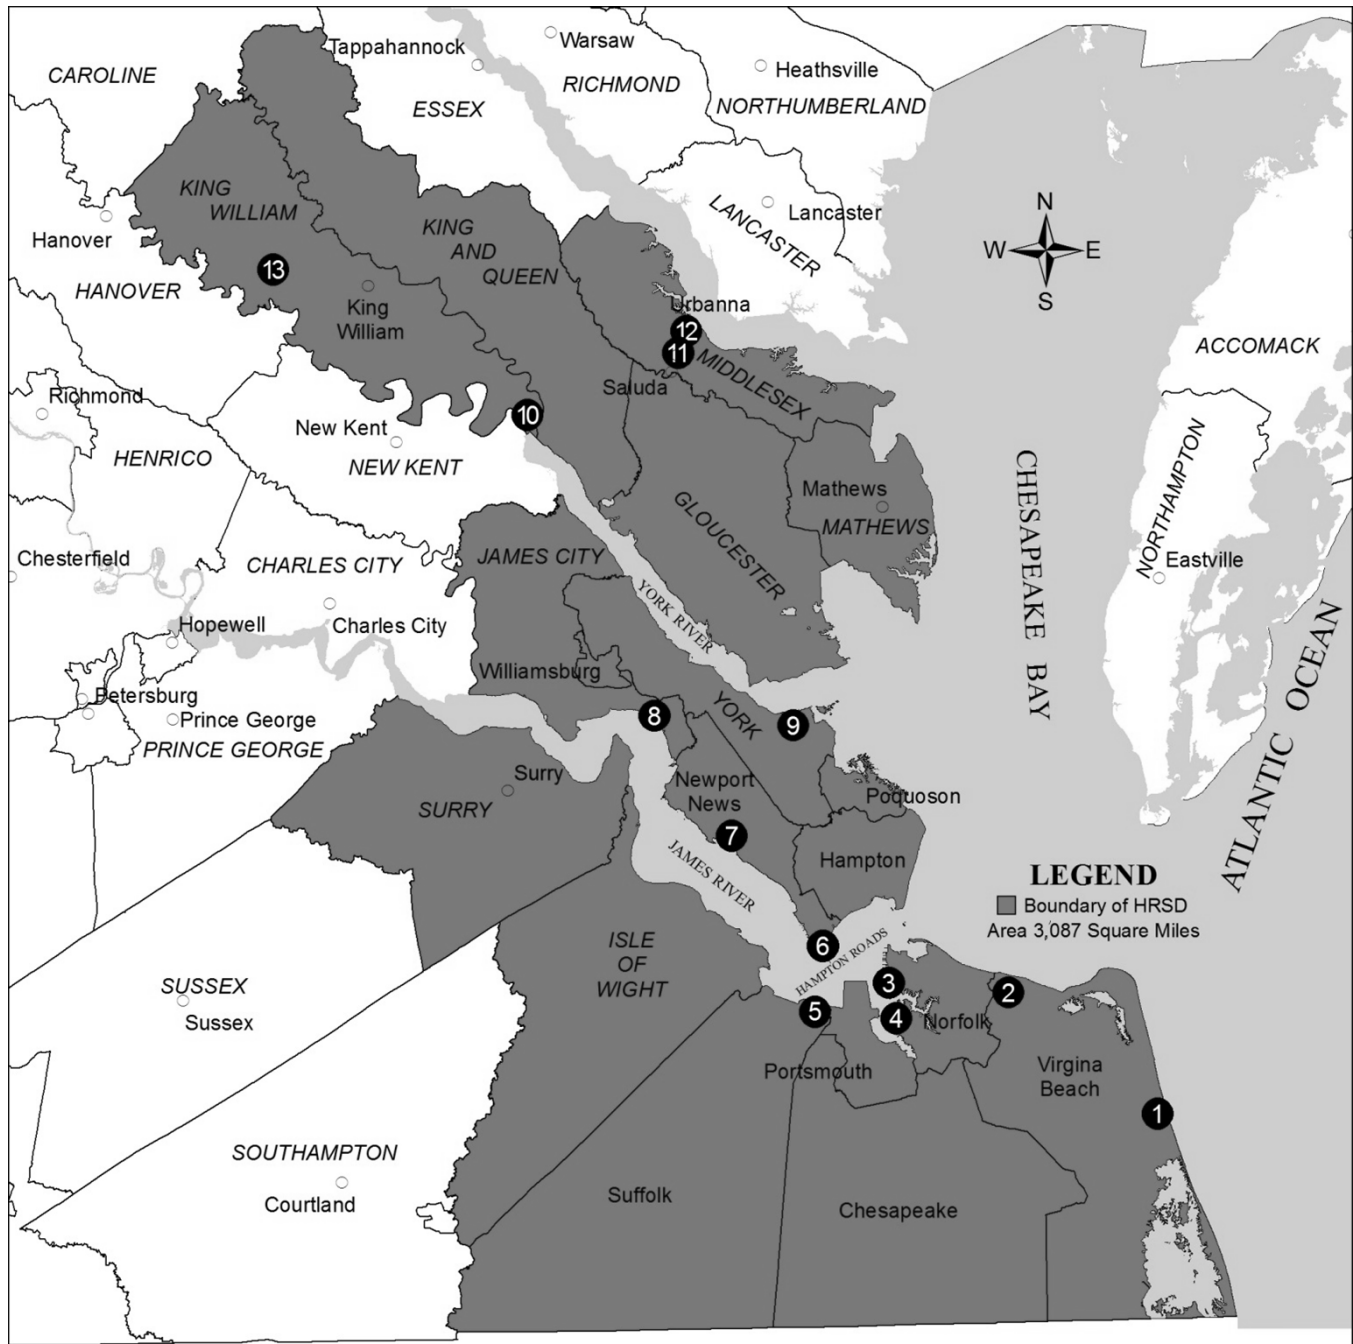 Tappahannock
Warsaw
Heathsville
CAROLINE
ESSEX
RICHMOND
NORTHUMBERLAND
KING
WILLIAM
LANCASTER
Lancaster
Hanover
HANOVER
KING
AND
QUEEN
N
W
E
S
13
King
William
Urbanna
12
11
MIDDLESEX
ACCOMACK
Richmond
Saluda
10
New Kent
NEW KENT
HENRICO
Mathews
MATHEWS
GLOUCESTER
CHESAPEAKE BAY
NORTHAMPTON
Eastville
Chesterfield
CHARLES CITY
JAMES CITY
YORK RIVER
Hopewell
Charles City
Williamsburg
ATLANTIC OCEAN
Petersburg
Prince George
PRINCE GEORGE
8
YORK
9
Surry
SURRY
Newport
News
Poquoson
7
JAMES RIVER
Hampton
LEGEND
Boundary of HRSD
Area 3,087 Square Miles
ISLE
OF
WIGHT
6
HAMPTON ROADS
SUSSEX
Sussex
3
2
5
4
Norfolk
Portsmouth
Virgina
Beach
1
SOUTHAMPTON
Courtland
Suffolk
Chesapeake